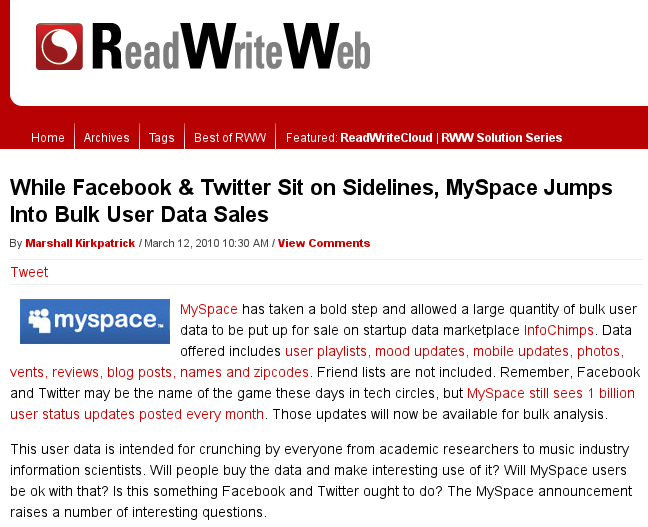 ReadWriteWeb
Home Archives Tags Best of RWW Featured: ReadWriteCloud | RWW Solution Series
While Facebook & Twitter Sit on Sidelines, MySpace Jumps
Into Bulk User Data Sales
By Marshall Kirkpatrick / March 12, 2010 10:30 AM / View Comments
Tweet
myspace™
MySpace has taken a bold step and allowed a large quantity of bulk user
data to be put up for sale on startup data marketplace InfoChimps. Data
offered includes user playlists, mood updates, mobile updates, photos,
vents, reviews, blog posts, names and zipcodes. Friend lists are not included. Remember, Facebook
and Twitter may be the name of the game these days in tech circles, but MySpace still sees 1 billion
user status updates posted every month. Those updates will now be available for bulk analysis.
This user data is intended for crunching by everyone from academic researchers to music industry
information scientists. Will people buy the data and make interesting use of it? Will MySpace users
be ok with that? Is this something Facebook and Twitter ought to do? The MySpace announcement
raises a number of interesting questions.